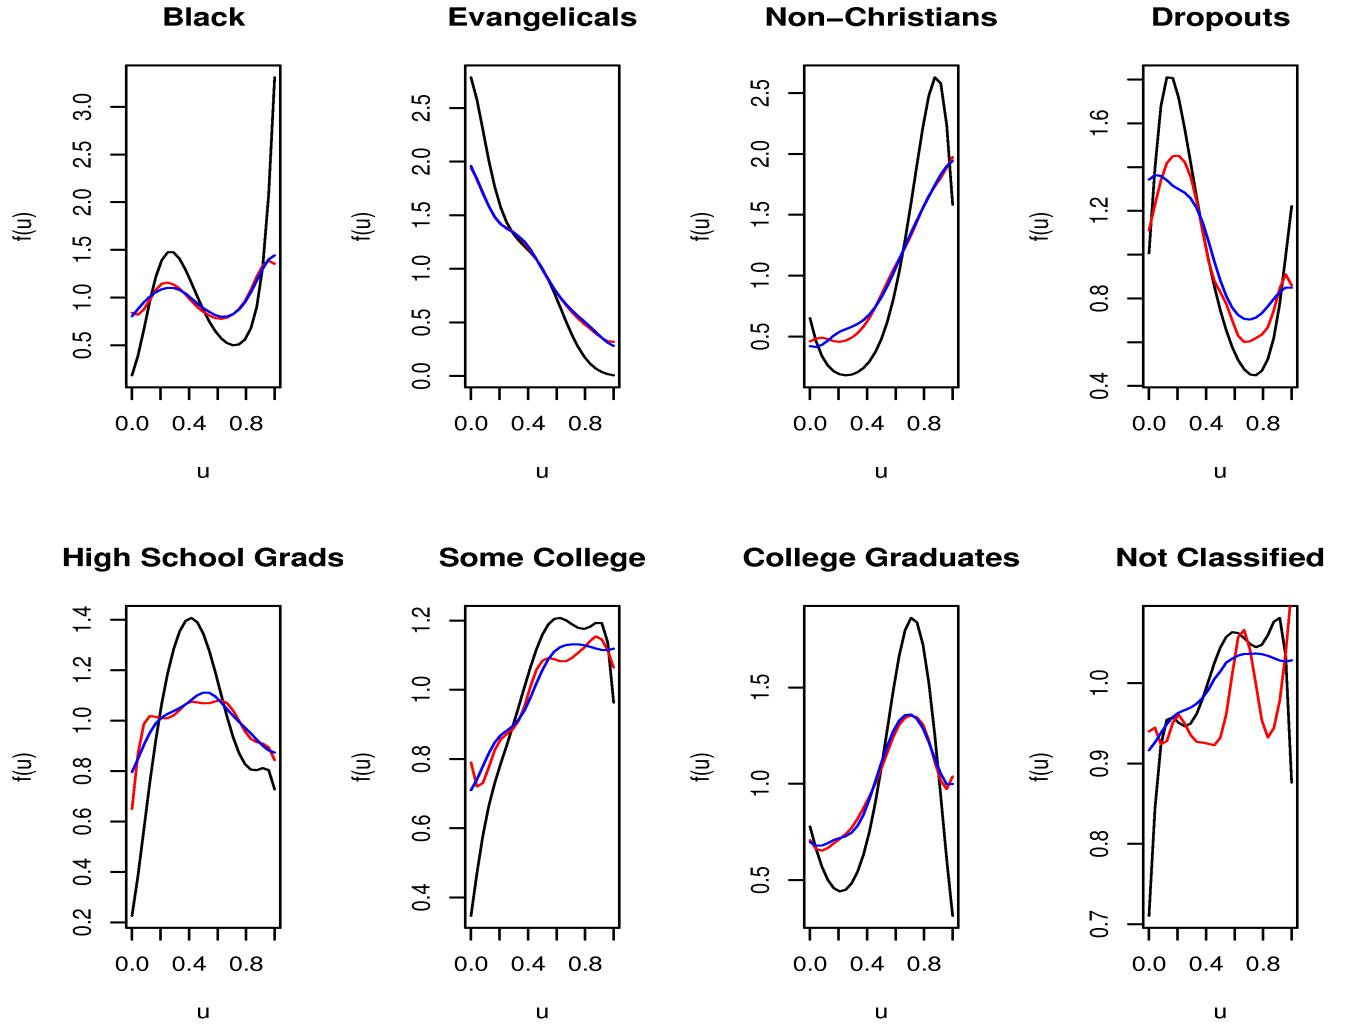 Black Evangelicals Non−Christians Dropouts
f(u) 0.5 1.0 1.5 2.0 2.5 3.0
f(u) 0.0 0.5 1.0 1.5 2.0 2.5
f(u) 0.5 1.0 1.5 2.0 2.5
f(u) 0.4 0.8 1.2 1.6
0.0 0.4 0.8 0.0 0.4 0.8 0.0 0.4 0.8 0.0 0.4 0.8
u u u u
High School Grads Some College College Graduates Not Classified
f(u) 0.2 0.4 0.6 0.8 1.0 1.2 1.4
f(u) 0.4 0.6 0.8 1.0 1.2
f(u) 0.5 1.0 1.5
f(u) 0.7 0.8 0.9 1.0
0.0 0.4 0.8 0.0 0.4 0.8 0.0 0.4 0.8 0.0 0.4 0.8
u u u u